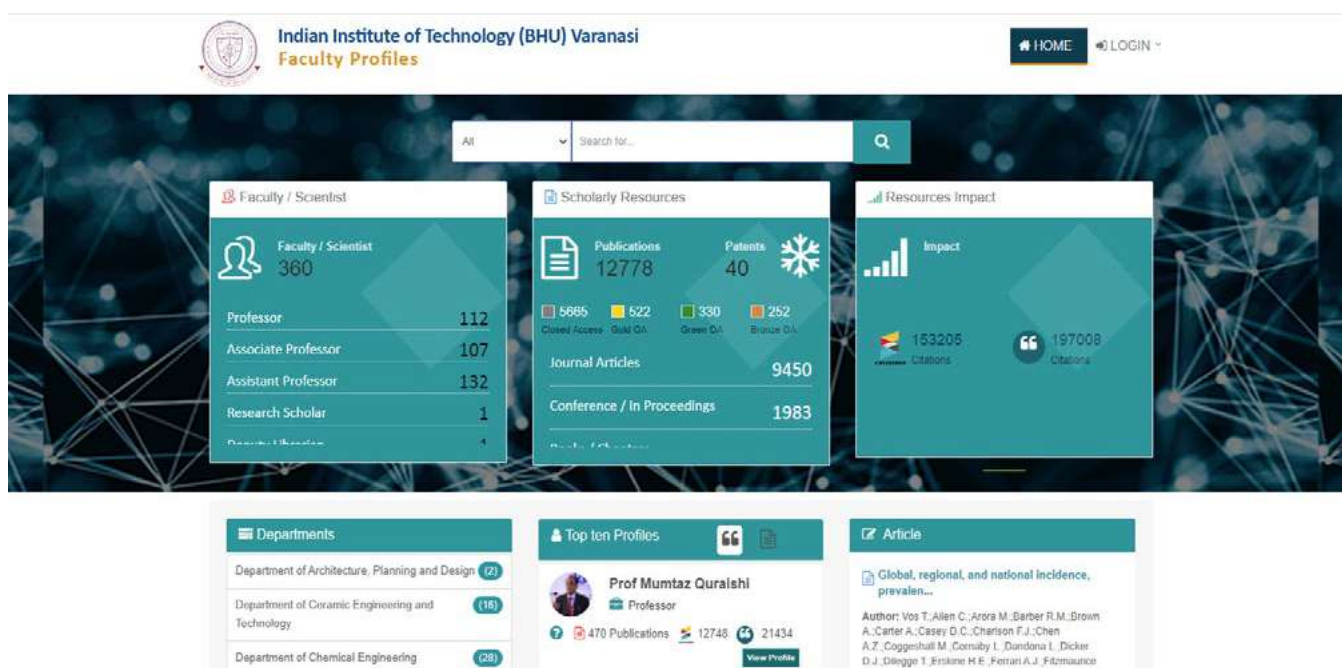 Indian Institute of Technology (BHU) Varanasi
Faculty Profiles
HOME
LOGIN
All
Search for...
Faculty / Scientist
Faculty / Scientist
360
Professor 112
Associate Professor 107
Assistant Professor 132
Research Scholar 1
Deputy Librarian 1
Scholarly Resources
Publications Patents
12778 40
5665 522 330 252
Closed Access Gold OA Green OA Bronze OA
Journal Articles 9450
Conference / In Proceedings 1983
Books / Chapters
Resources Impact
Impact
153205 197008
Citations Citations
Departments
Department of Architecture, Planning and Design (2)
Department of Ceramic Engineering and (16)
Technology
Department of Chemical Engineering (28)
Top ten Profiles
Prof Mumtaz Quraishi
Professor
470 Publications 12748 21434
View Profile
Article
Global, regional, and national incidence,
prevalen...
Author: Vos T.;Allen C.;Arora M.;Barber R.M.;Brown
A.;Carter A.;Casey D.C.;Charlson F.J.;Chen
A.Z.;Coggeshall M.;Cornaby L.;Dandona L.;Dicker
D.J.;Dilegge T.;Erskine H.E.;Ferrari A.J.;Fitzmaurice